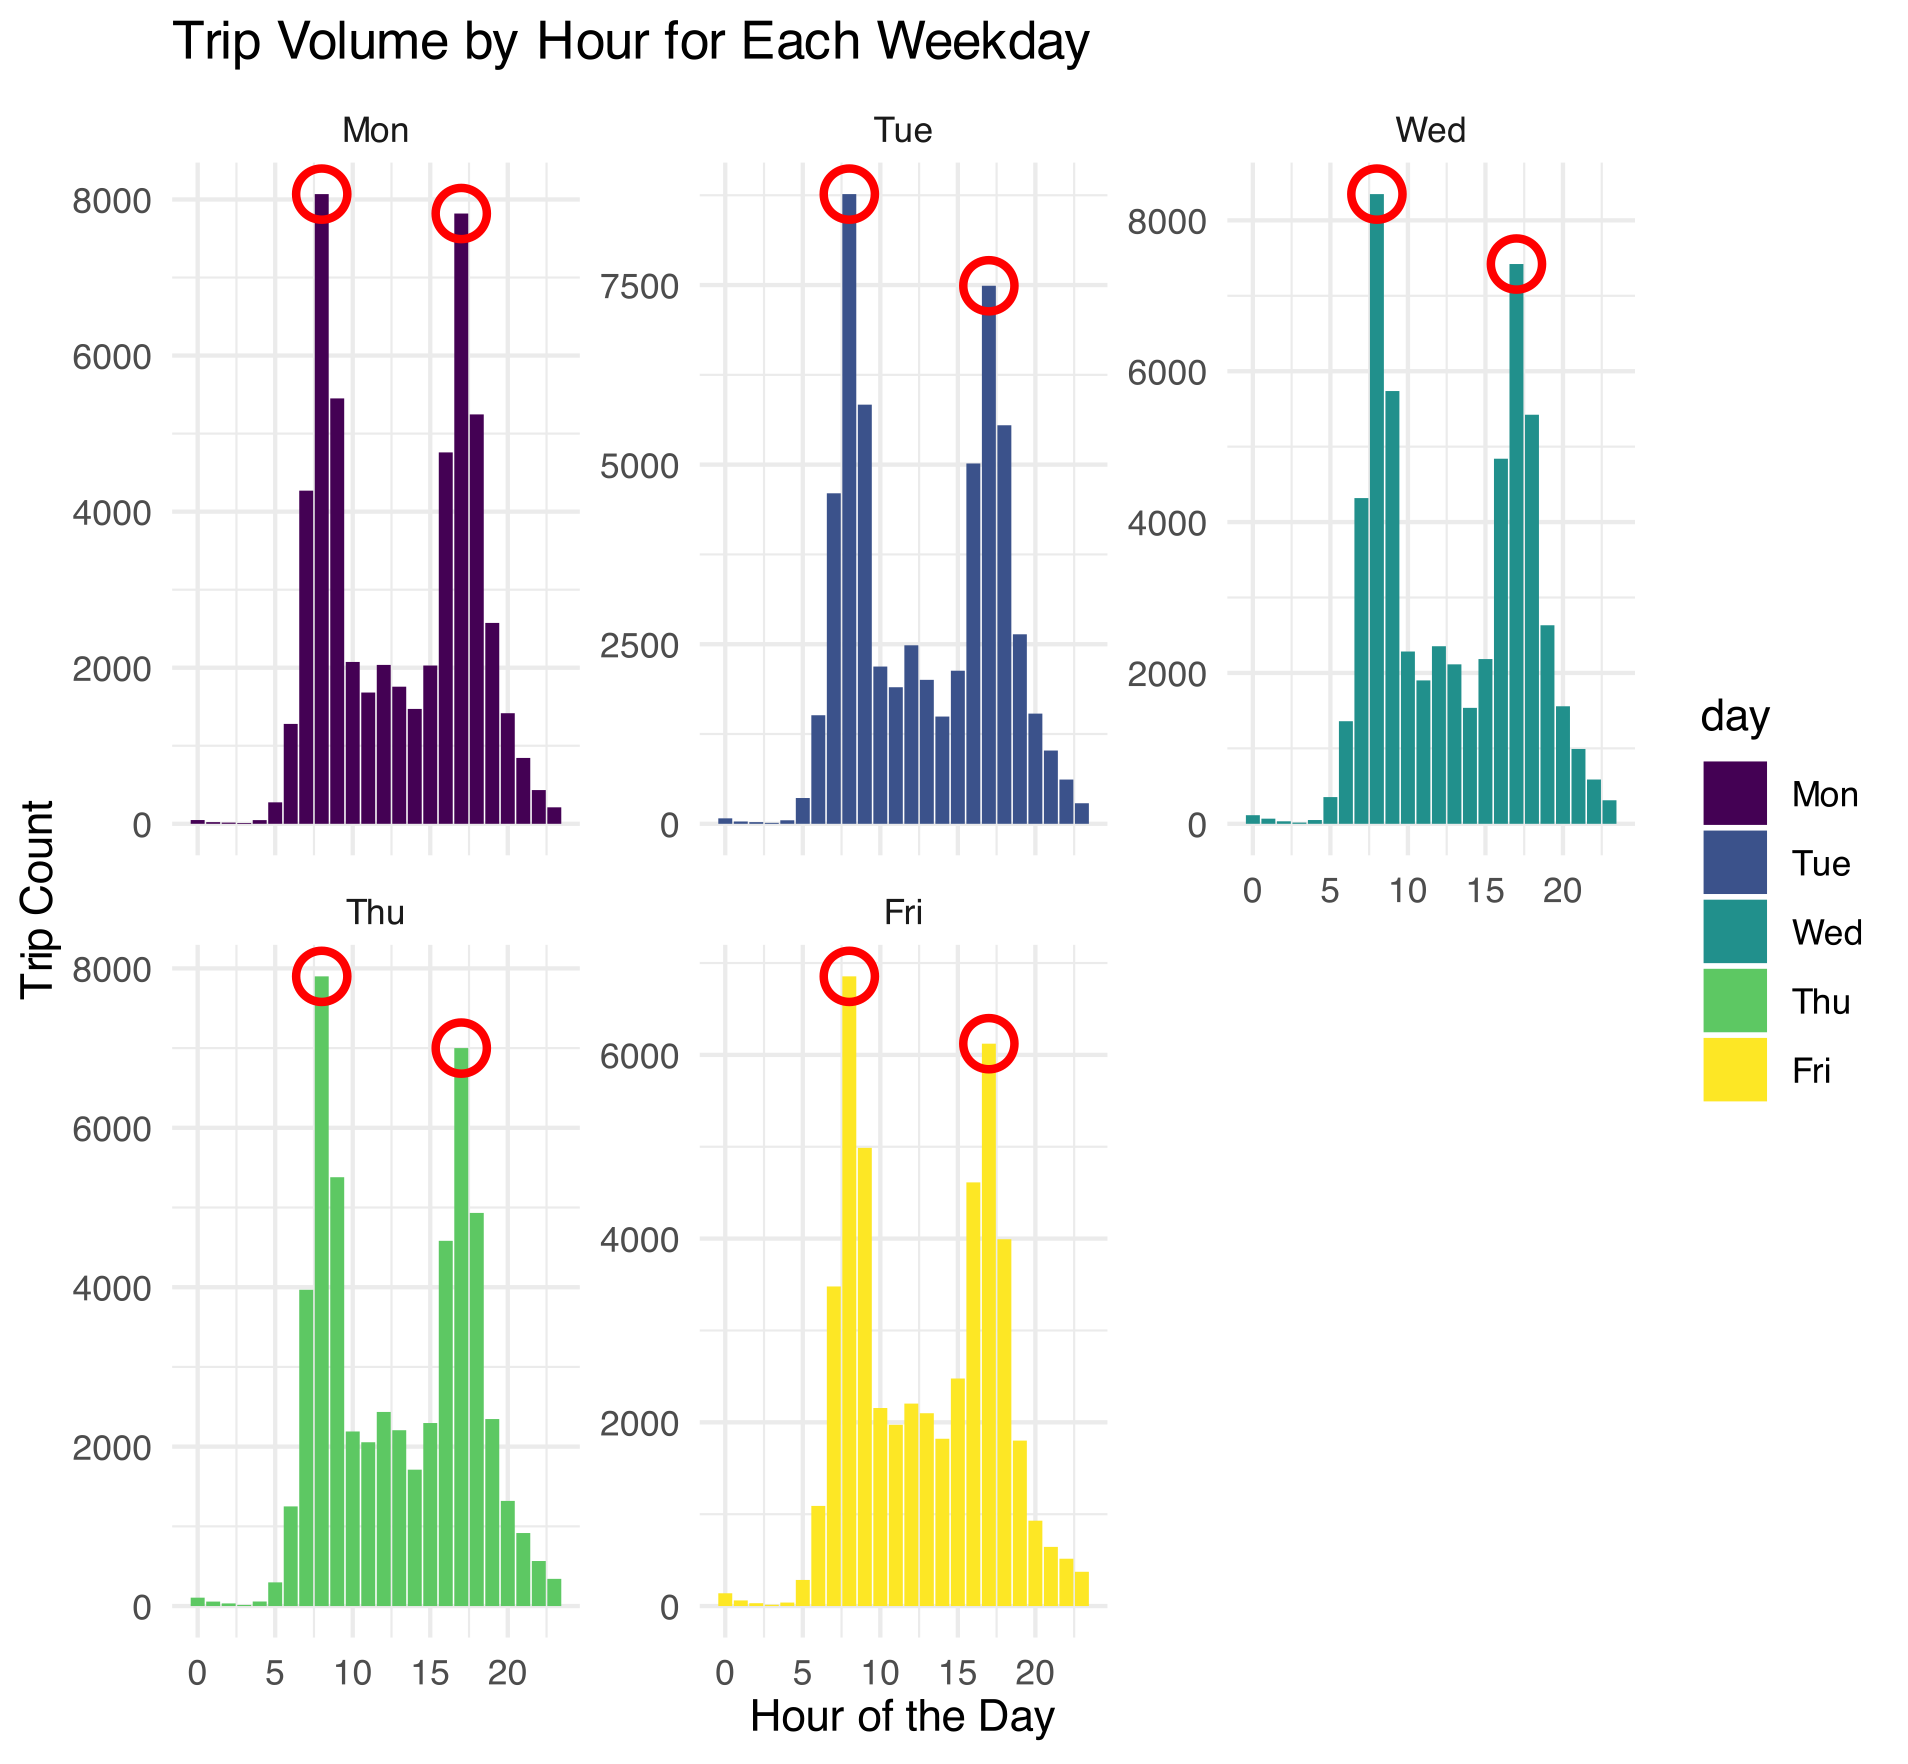 Trip Volume by Hour for Each Weekday
Mon
Tue
Wed
8000
6000
4000
2000
0
7500
5000
2500
0
8000
6000
4000
2000
0
0 5 10 15 20
Thu
Fri
8000
6000
4000
2000
0
6000
4000
2000
0
0 5 10 15 20
0 5 10 15 20
Trip Count
Hour of the Day
day
Mon
Tue
Wed
Thu
Fri